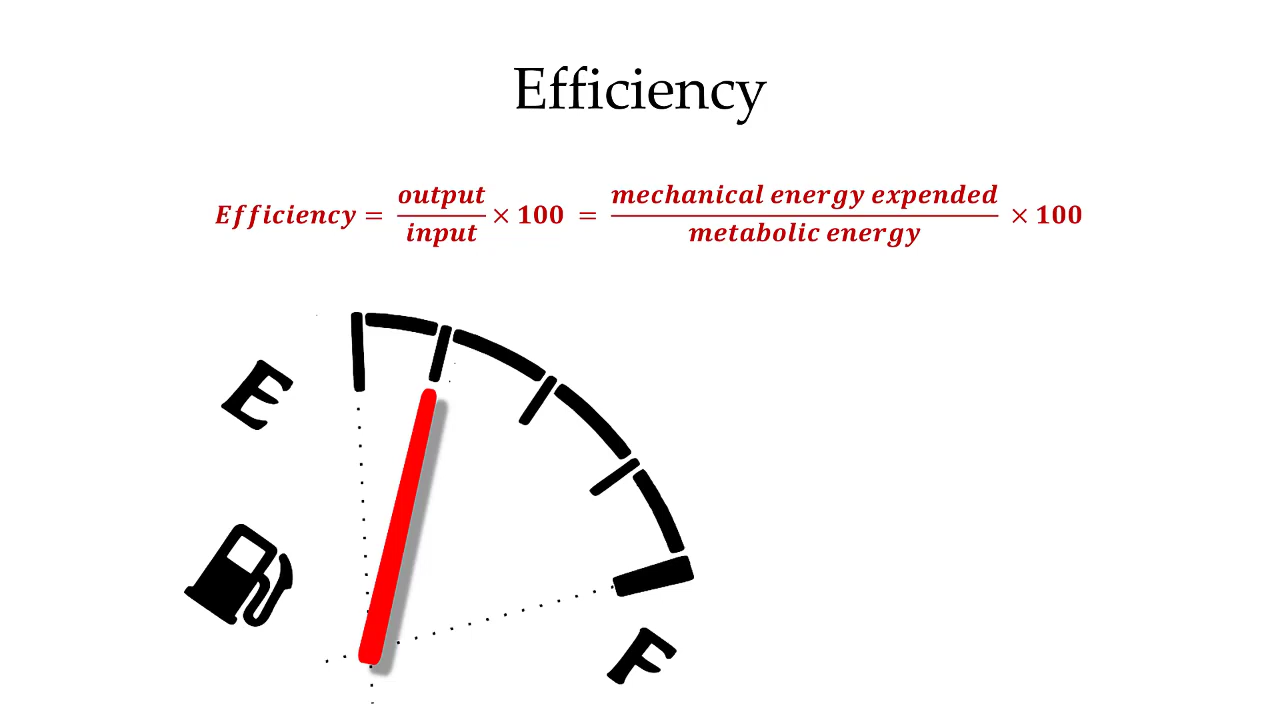 Efficiency
Efficiency = output/input × 100 = mechanical energy expended/metabolic energy × 100
E
F